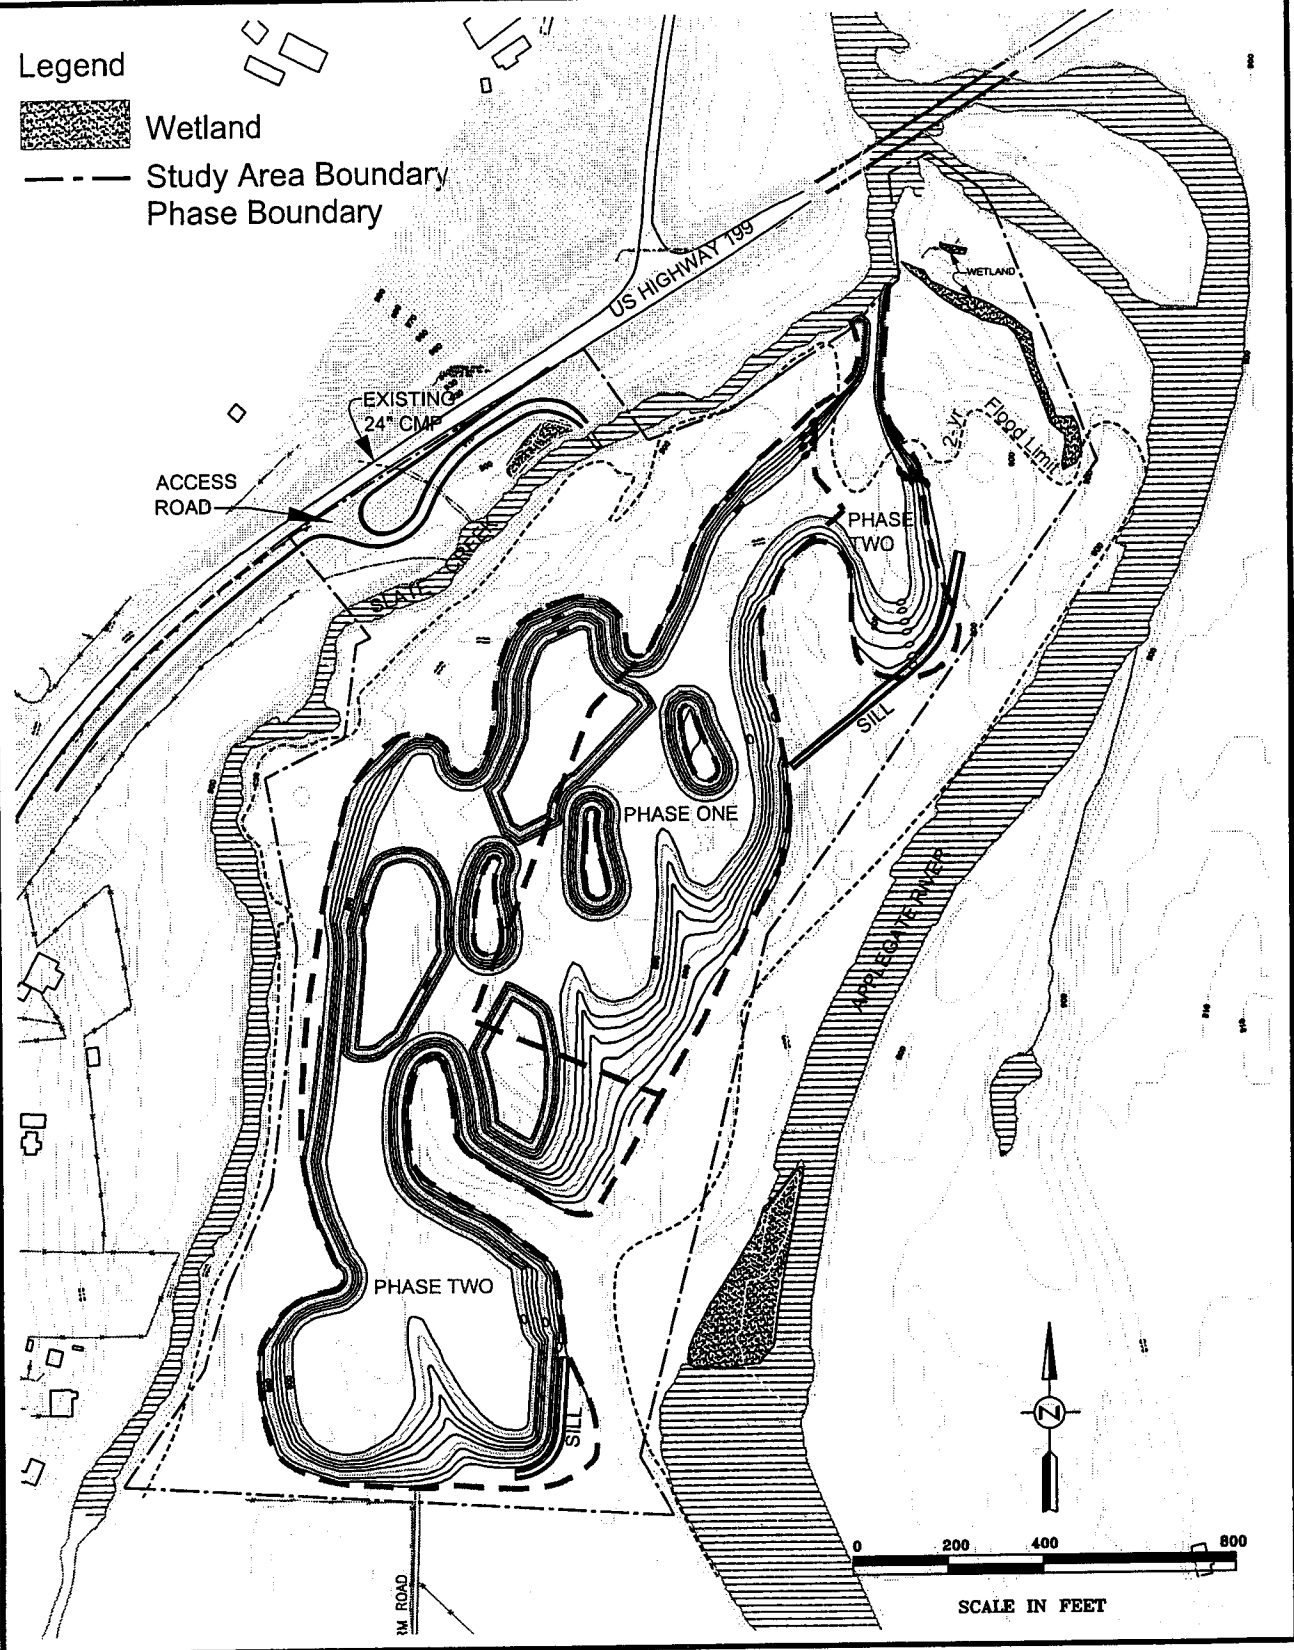 Legend
Wetland
Study Area Boundary
Phase Boundary
US HIGHWAY 199
WETLAND
EXISTING
24" CMP
2-Yr Flood Limit
ACCESS
ROAD
PHASE
TWO
SLATE CREEK
SILL
PHASE ONE
APPLEGATE RIVER
PHASE TWO
SILL
N
0 200 400 800
SCALE IN FEET
RM ROAD